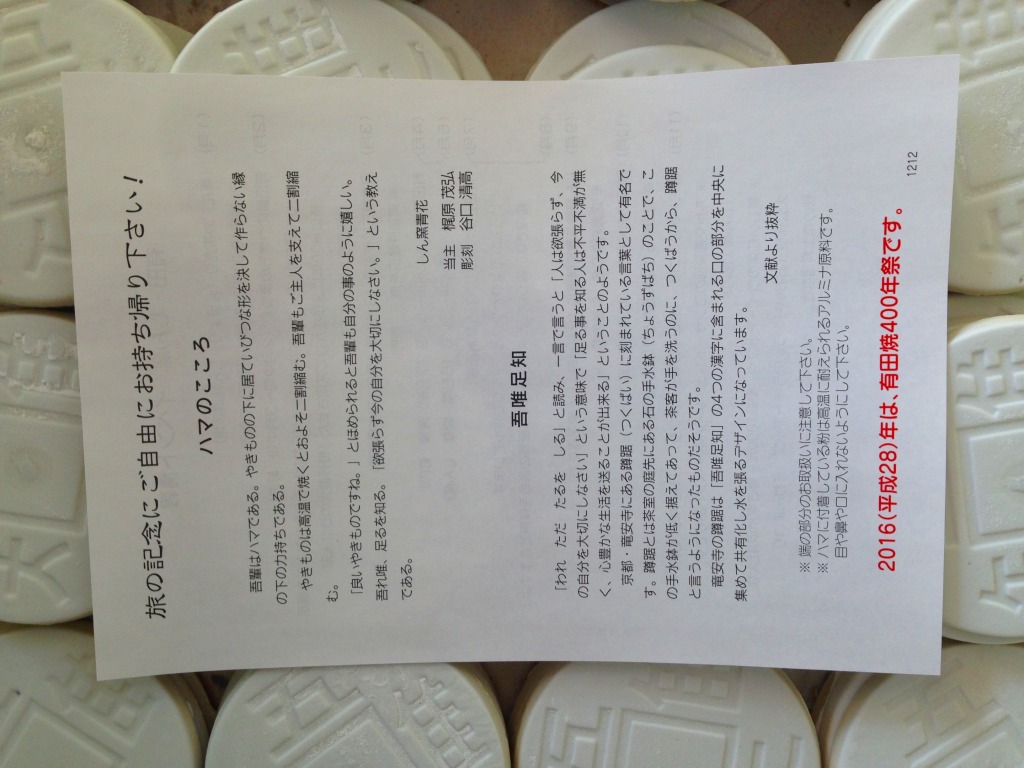 旅の記念にご自由にお持ち帰り下さい！
ハマのこころ
吾輩はハマである。やきものの下に居ていびつな形を決して作らない縁
の下の力持ちである。
やきものは高温で焼くとおよそ二割縮む。吾輩もご主人を支えて二割縮
む。
「良いやきものですね。」とほめられると吾輩も自分の事のように嬉しい。
吾れ唯、足るを知る。「欲張らず今の自分を大切にしなさい。」という教え
である。
しん窯青花
当主　梶原 茂弘
彫刻　谷口 清高
吾唯足知
「われ　ただ　たるを　しる」と読み、一言で言うと「人は欲張らず、今
の自分を大切にしなさい」という意味で「足る事を知る人は不平不満が無
く、心豊かな生活を送ることが出来る」ということのようです。
京都・竜安寺にある蹲踞（つくばい）に刻まれている言葉として有名で
す。蹲踞とは茶室の庭先にある石の手水鉢（ちょうずばち）のことで、こ
の手水鉢が低く据えてあって、茶客が手を洗うのに、つくばうから、蹲踞
と言うようになったものだそうです。
竜安寺の蹲踞は「吾唯足知」の4つの漢字に含まれる口の部分を中央に
集めて共有化し水を張るデザインになっています。
文献より抜粋
※ 端の部分のお取扱いに注意して下さい。
※ ハマに付着している粉は高温に耐えられるアルミナ原料です。
目や鼻や口に入れないようにして下さい。
2016(平成28)年は、有田焼400年祭です。
1212